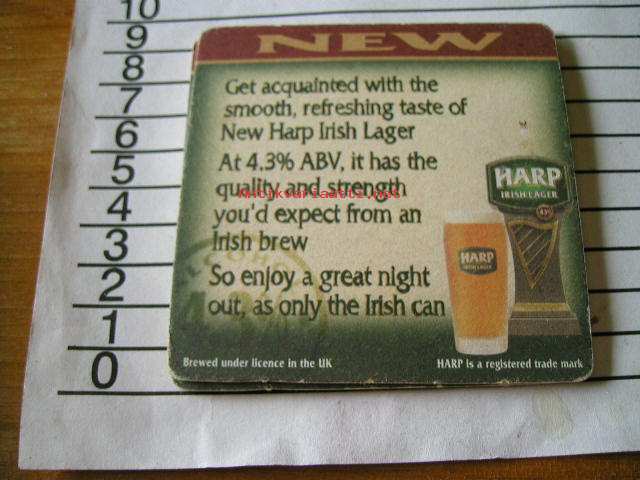 10
9
8
7
6
5
4
3
2
1
0
NEW
Get acquainted with the
smooth, refreshing taste of
New Harp Irish Lager
At 4.3% ABV, it has the
quality and strength
you'd expect from an
Irish brew
So enjoy a great night
out, as only the Irish can
HARP
IRISH LAGER
HARP
IRISH LAGER
Brewed under licence in the UK
HARP is a registered trade mark